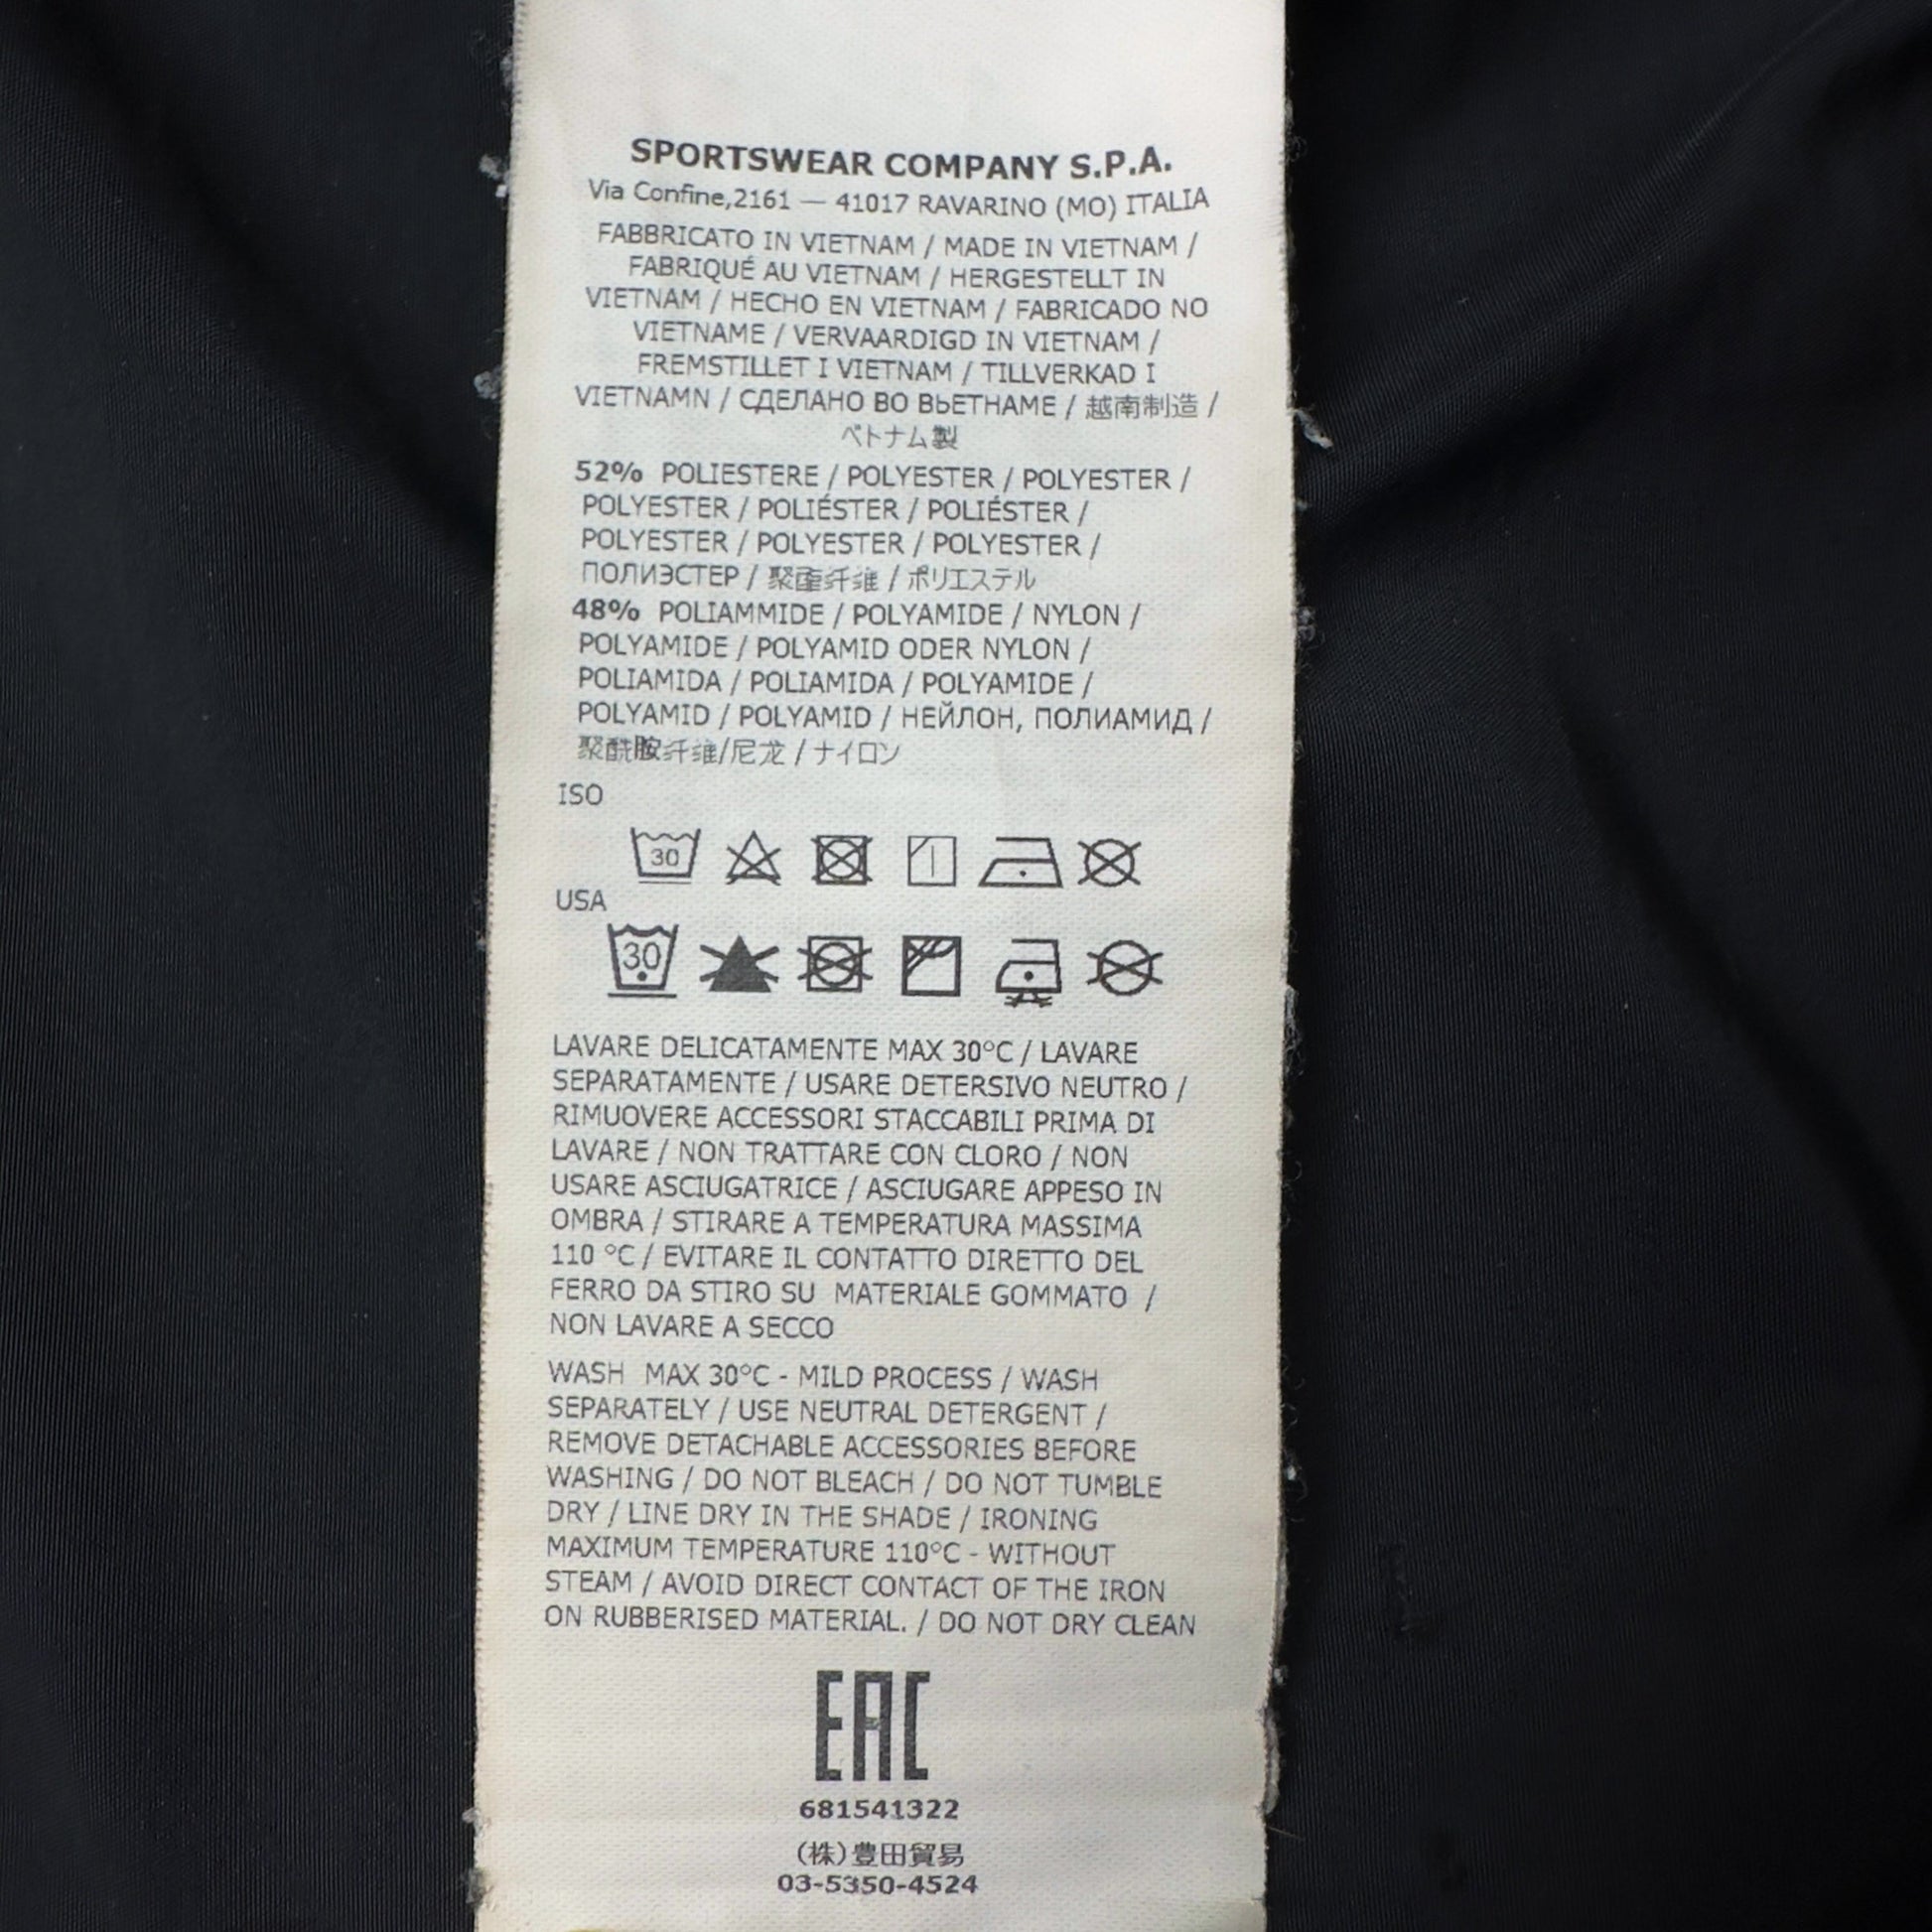 SPORTSWEAR COMPANY S.P.A.
Via Confine,2161 — 41017 RAVARINO (MO) ITALIA
FABBRICATO IN VIETNAM / MADE IN VIETNAM /
FABRIQUÉ AU VIETNAM / HERGESTELLT IN
VIETNAM / HECHO EN VIETNAM / FABRICADO NO
VIETNAME / VERVAARDIGD IN VIETNAM /
FREMSTILLET I VIETNAM / TILLVERKAD I
VIETNAMN / СДЕЛАНО ВО ВЬЕТНАМЕ / 越南制造 /
ベトナム製
52% POLIESTERE / POLYESTER / POLYESTER /
POLYESTER / POLIÉSTER / POLIÉSTER /
POLYESTER / POLYESTER / POLYESTER /
ПОЛИЭСТЕР / 聚酯纤维 / ポリエステル
48% POLIAMMIDE / POLYAMIDE / NYLON /
POLYAMIDE / POLYAMID ODER NYLON /
POLIAMIDA / POLIAMIDA / POLYAMIDE /
POLYAMID / POLYAMID / НЕЙЛОН, ПОЛИАМИД /
聚酰胺纤维/尼龙 / ナイロン
ISO
30
USA
30
LAVARE DELICATAMENTE MAX 30°C / LAVARE
SEPARATAMENTE / USARE DETERSIVO NEUTRO /
RIMUOVERE ACCESSORI STACCABILI PRIMA DI
LAVARE / NON TRATTARE CON CLORO / NON
USARE ASCIUGATRICE / ASCIUGARE APPESO IN
OMBRA / STIRARE A TEMPERATURA MASSIMA
110 °C / EVITARE IL CONTATTO DIRETTO DEL
FERRO DA STIRO SU MATERIALE GOMMATO /
NON LAVARE A SECCO
WASH MAX 30°C - MILD PROCESS / WASH
SEPARATELY / USE NEUTRAL DETERGENT /
REMOVE DETACHABLE ACCESSORIES BEFORE
WASHING / DO NOT BLEACH / DO NOT TUMBLE
DRY / LINE DRY IN THE SHADE / IRONING
MAXIMUM TEMPERATURE 110°C - WITHOUT
STEAM / AVOID DIRECT CONTACT OF THE IRON
ON RUBBERISED MATERIAL. / DO NOT DRY CLEAN
EAC
681541322
(株)豊田貿易
03-5350-4524